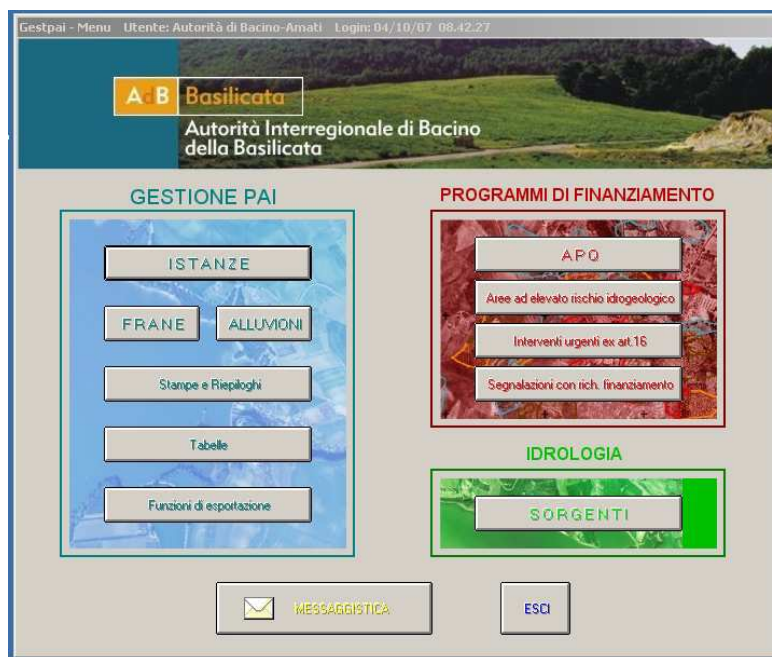 Gestpai - Menu Utente: Autorità di Bacino-Amati Login: 04/10/07 08.42.27
AdB Basilicata
Autorità Interregionale di Bacino
della Basilicata
GESTIONE PAI
ISTANZE
FRANE ALLUVIONI
Stampe e Riepiloghi
Tabelle
Funzioni di esportazione
PROGRAMMI DI FINANZIAMENTO
APQ
Aree ad elevato rischio idrogeologico
Interventi urgenti ex art.16
Segnalazioni con rich. finanziamento
IDROLOGIA
SORGENTI
MESSAGGISTICA
ESCI